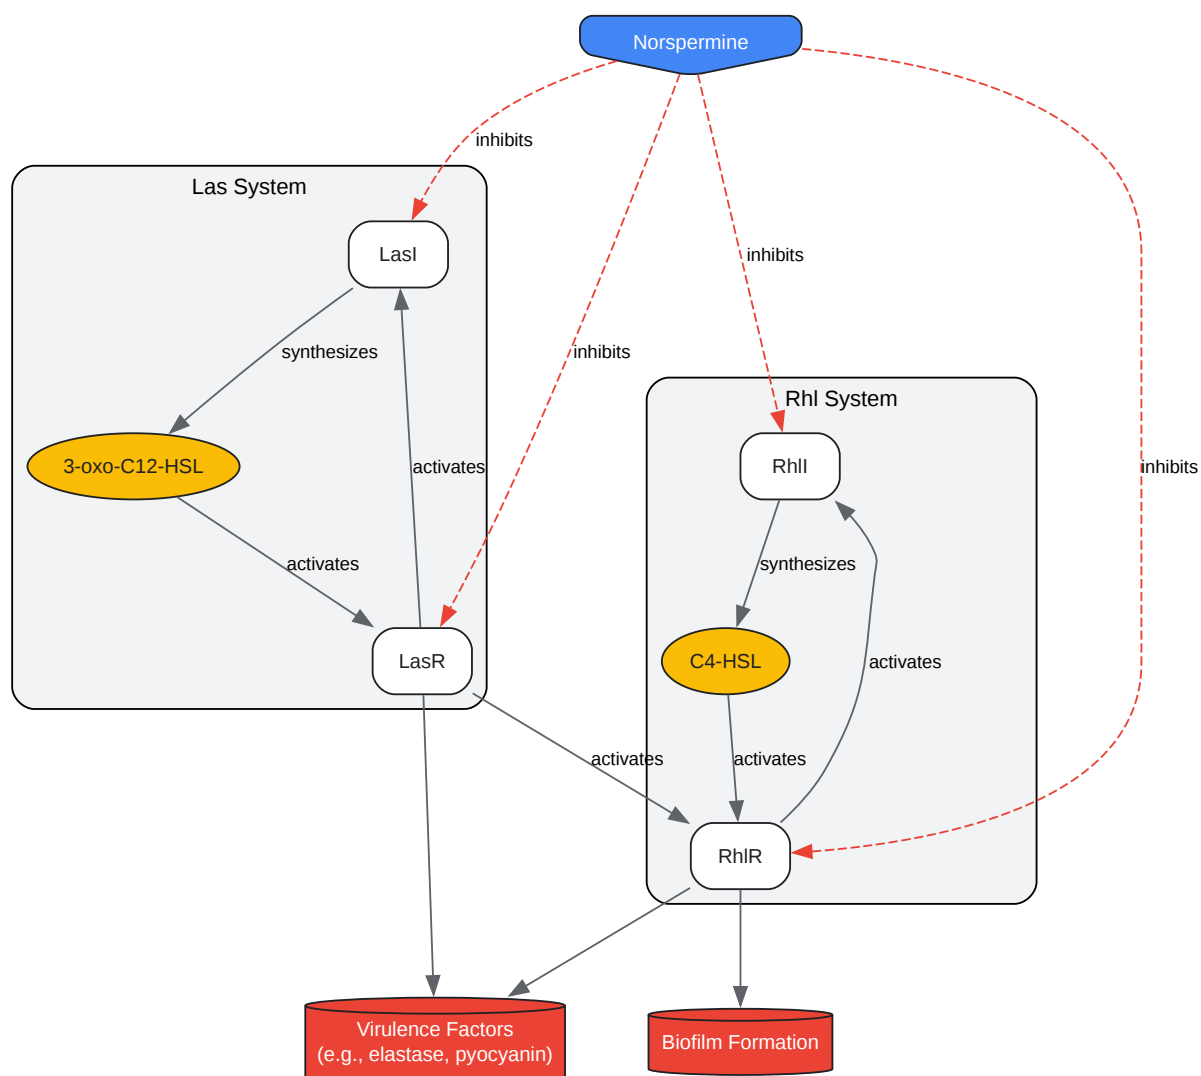 Norspermine
inhibits
Las System
LasI
inhibits
synthesizes
inhibits
Rhl System
3-oxo-C12-HSL
activates
RhlI
inhibits
activates
synthesizes
LasR
C4-HSL
activates
activates
activates
RhlR
Virulence Factors
(e.g., elastase, pyocyanin)
Biofilm Formation